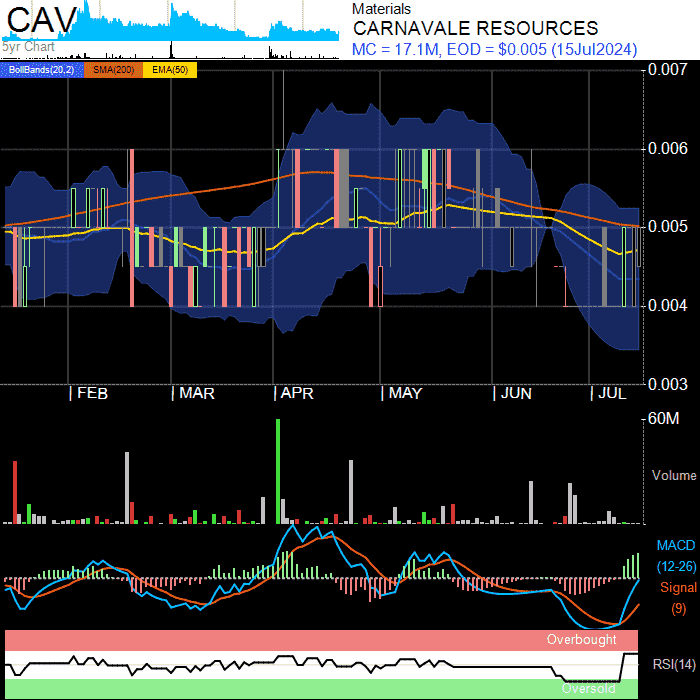 CAV
Materials
CARNAVALE RESOURCES
MC = 17.1M, EOD = $0.005 (15Jul2024)
5yr Chart
BollBands(20,2) SMA(200) EMA(50)
0.007
0.006
0.005
0.004
0.003
| FEB | MAR | APR | MAY | JUN | JUL
60M
Volume
MACD
(12-26)
Signal
(9)
Overbought
RSI(14)
Oversold